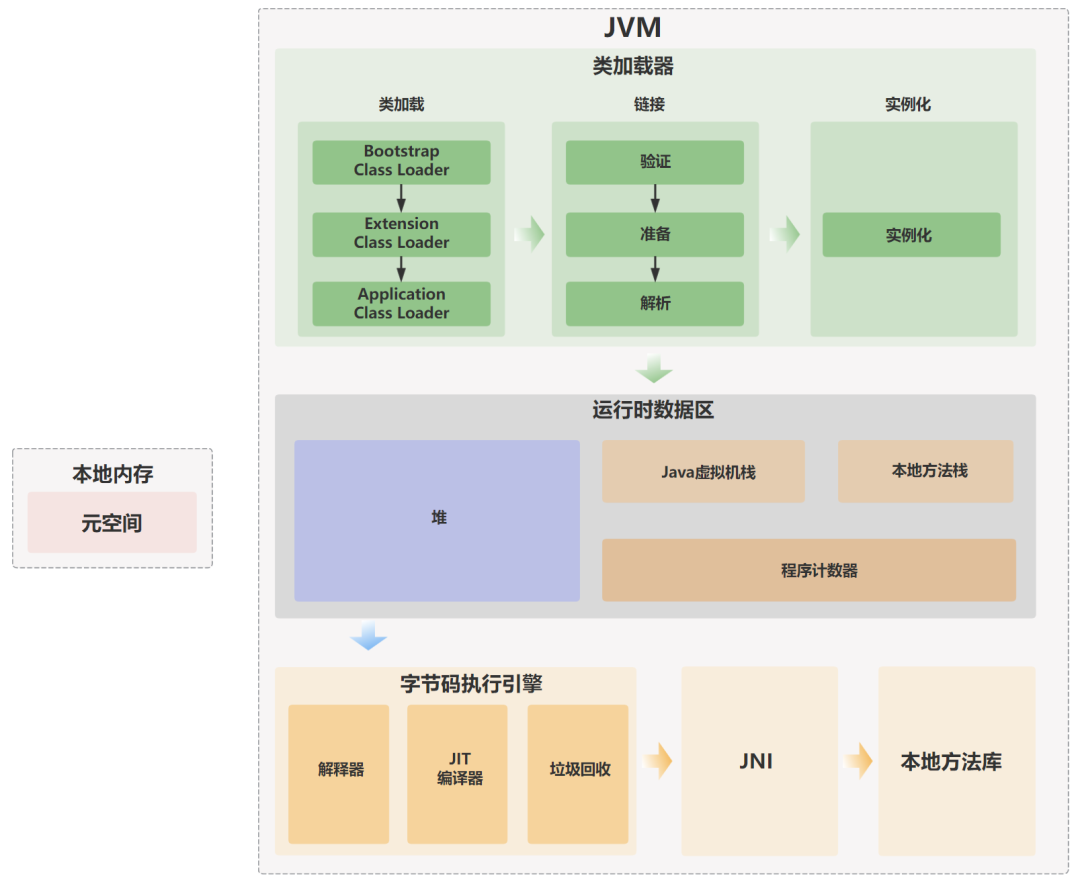 JVM
类加载器
类加载
Bootstrap
Class Loader
Extension
Class Loader
Application
Class Loader
链接
验证
准备
解析
实例化
实例化
运行时数据区
堆
Java虚拟机栈
本地方法栈
程序计数器
本地内存
元空间
字节码执行引擎
解释器
JIT
编译器
垃圾回收
JNI
本地方法库